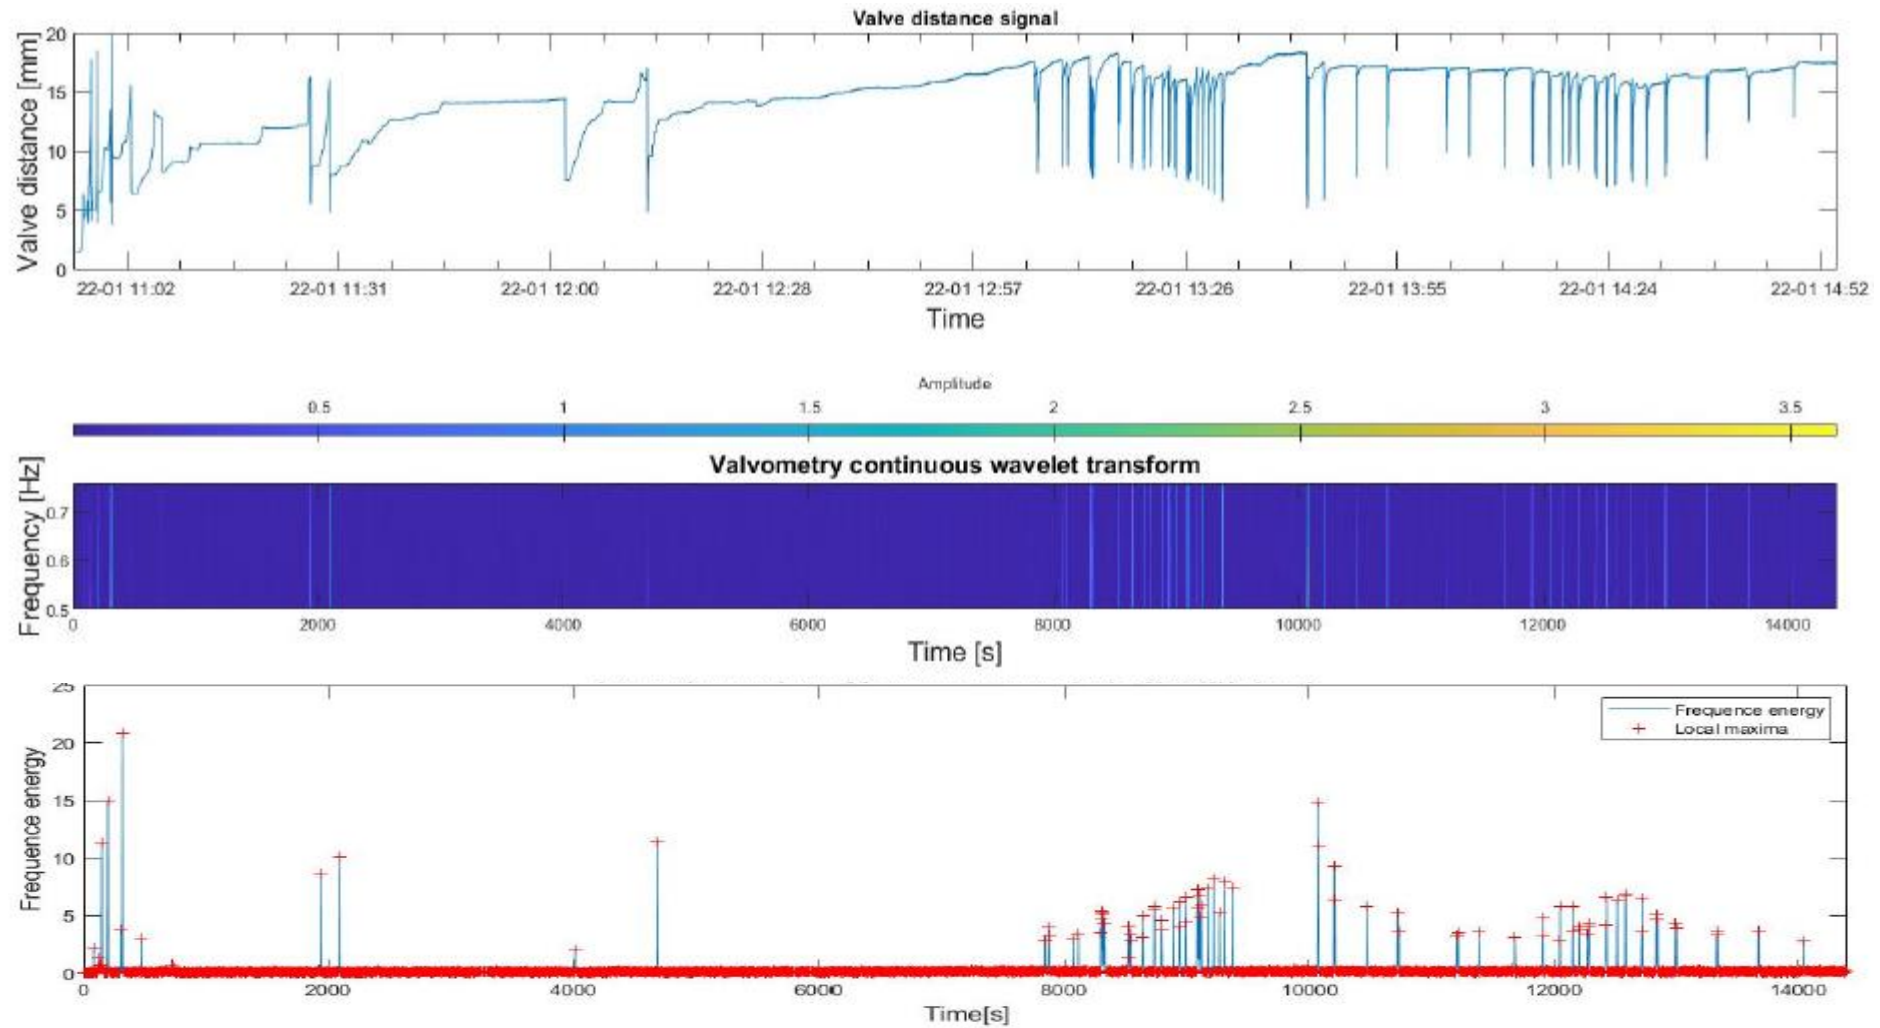 Valve distance signal
Valve distance [mm]
20
15
10
5
0
22-01 11:02 22-01 11:31 22-01 12:00 22-01 12:28 22-01 12:57 22-01 13:26 22-01 13:55 22-01 14:24 22-01 14:52
Time
Amplitude
0.5 1 1.5 2 2.5 3 3.5
Valvometry continuous wavelet transform
Frequency [Hz]
0.7
0.6
0.5
0 2000 4000 6000 8000 10000 12000 14000
Time [s]
Frequence energy
25
20
15
10
5
0
Frequence energy
Local maxima
0 2000 4000 6000 8000 10000 12000 14000
Time[s]